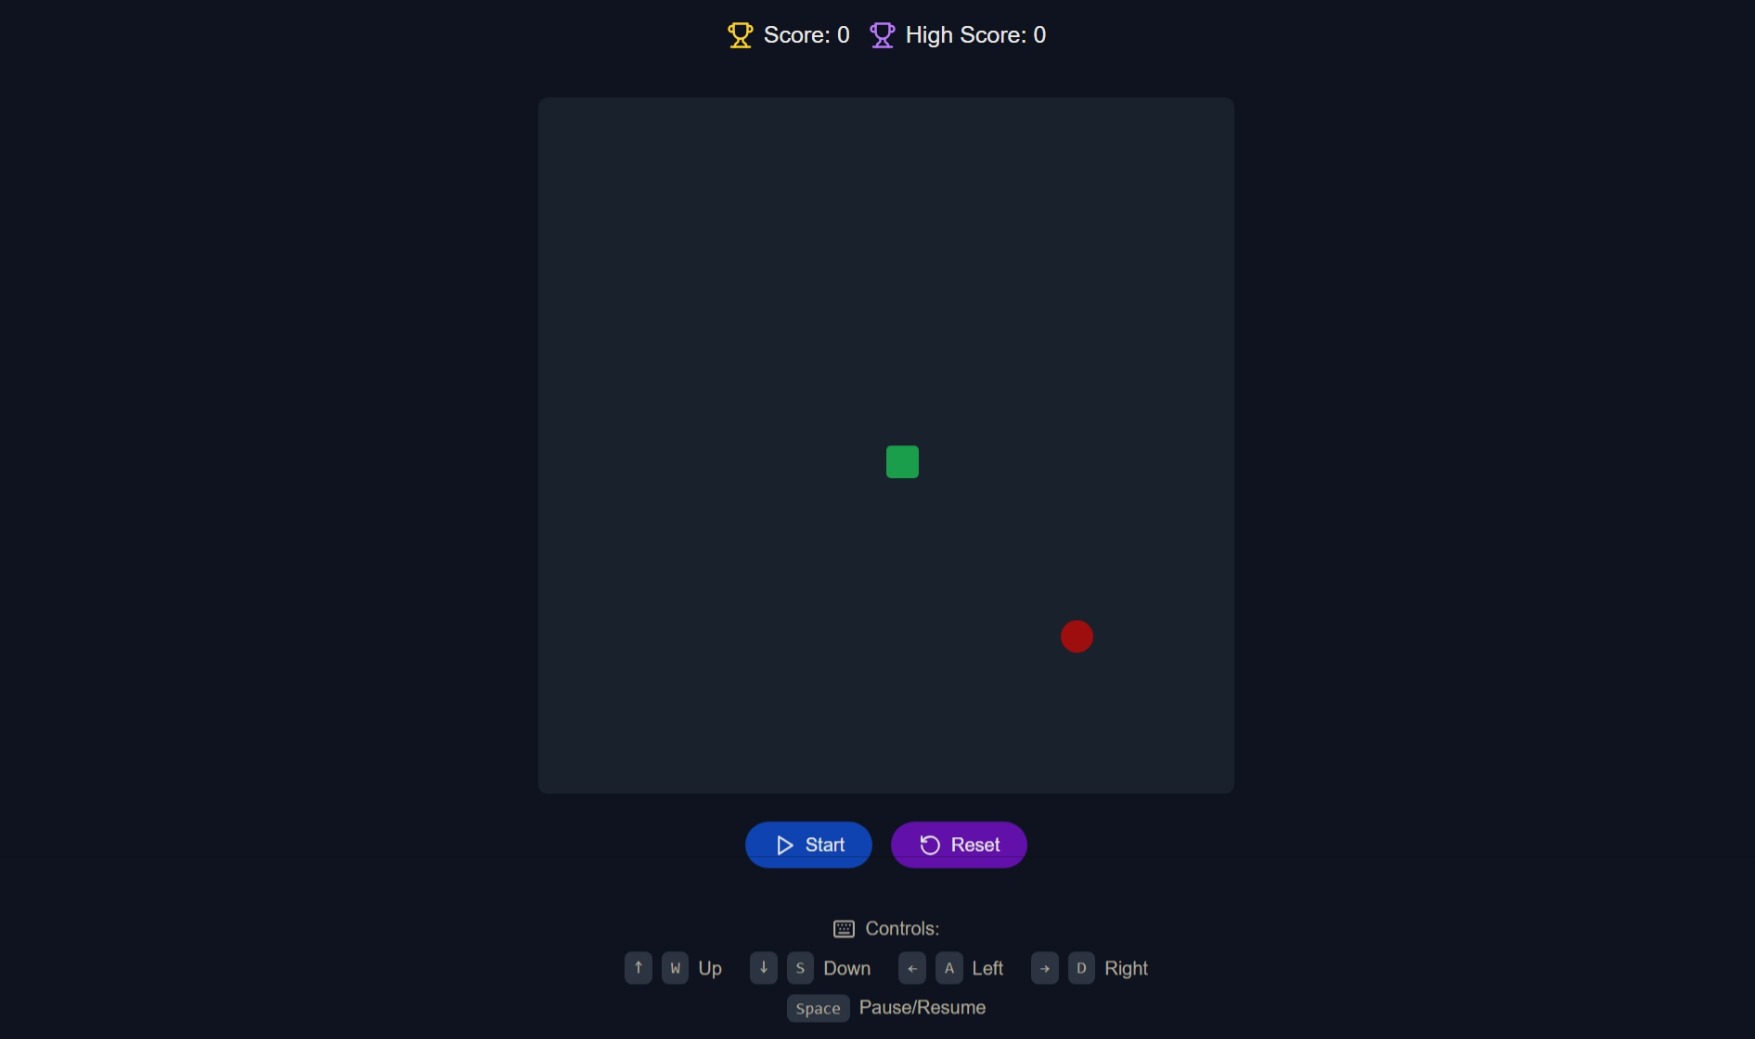 Score: 0 High Score: 0
Start Reset
Controls:
↑ W Up ↓ S Down ← A Left → D Right
Space Pause/Resume